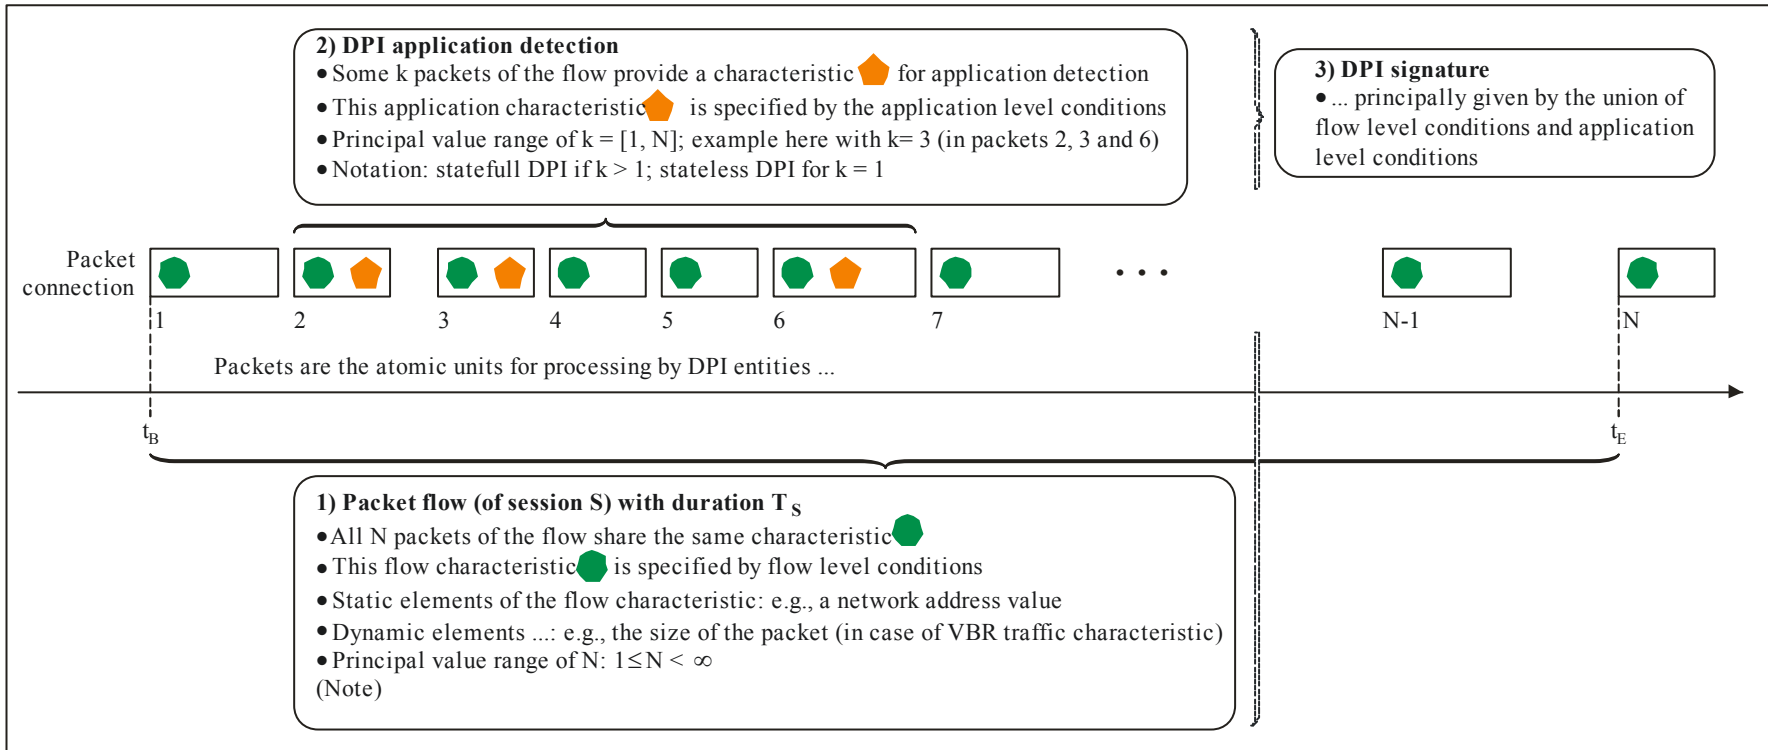 2) DPI application detection
• Some k packets of the flow provide a characteristic for application detection
• This application characteristic is specified by the application level conditions
• Principal value range of k = [1, N]; example here with k= 3 (in packets 2, 3 and 6)
• Notation: statefull DPI if k > 1; stateless DPI for k = 1
3) DPI signature
• ... principally given by the union of
flow level conditions and application
level conditions
Packet
connection
• • •
1 2 3 4 5 6 7 N-1 N
Packets are the atomic units for processing by DPI entities ...
tB tE
1) Packet flow (of session S) with duration TS
• All N packets of the flow share the same characteristic
• This flow characteristic is specified by flow level conditions
• Static elements of the flow characteristic: e.g., a network address value
• Dynamic elements ...: e.g., the size of the packet (in case of VBR traffic characteristic)
• Principal value range of N: 1≤N < ∞
(Note)